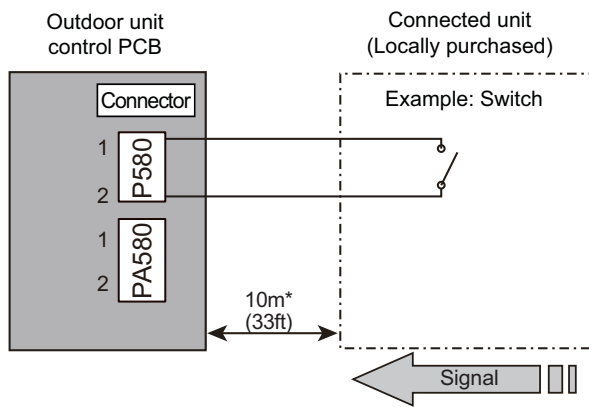 Outdoor unit
control PCB
Connected unit
(Locally purchased)
Connector
Example: Switch
1
P580
2
1
PA580
2
10m*
(33ft)
Signal